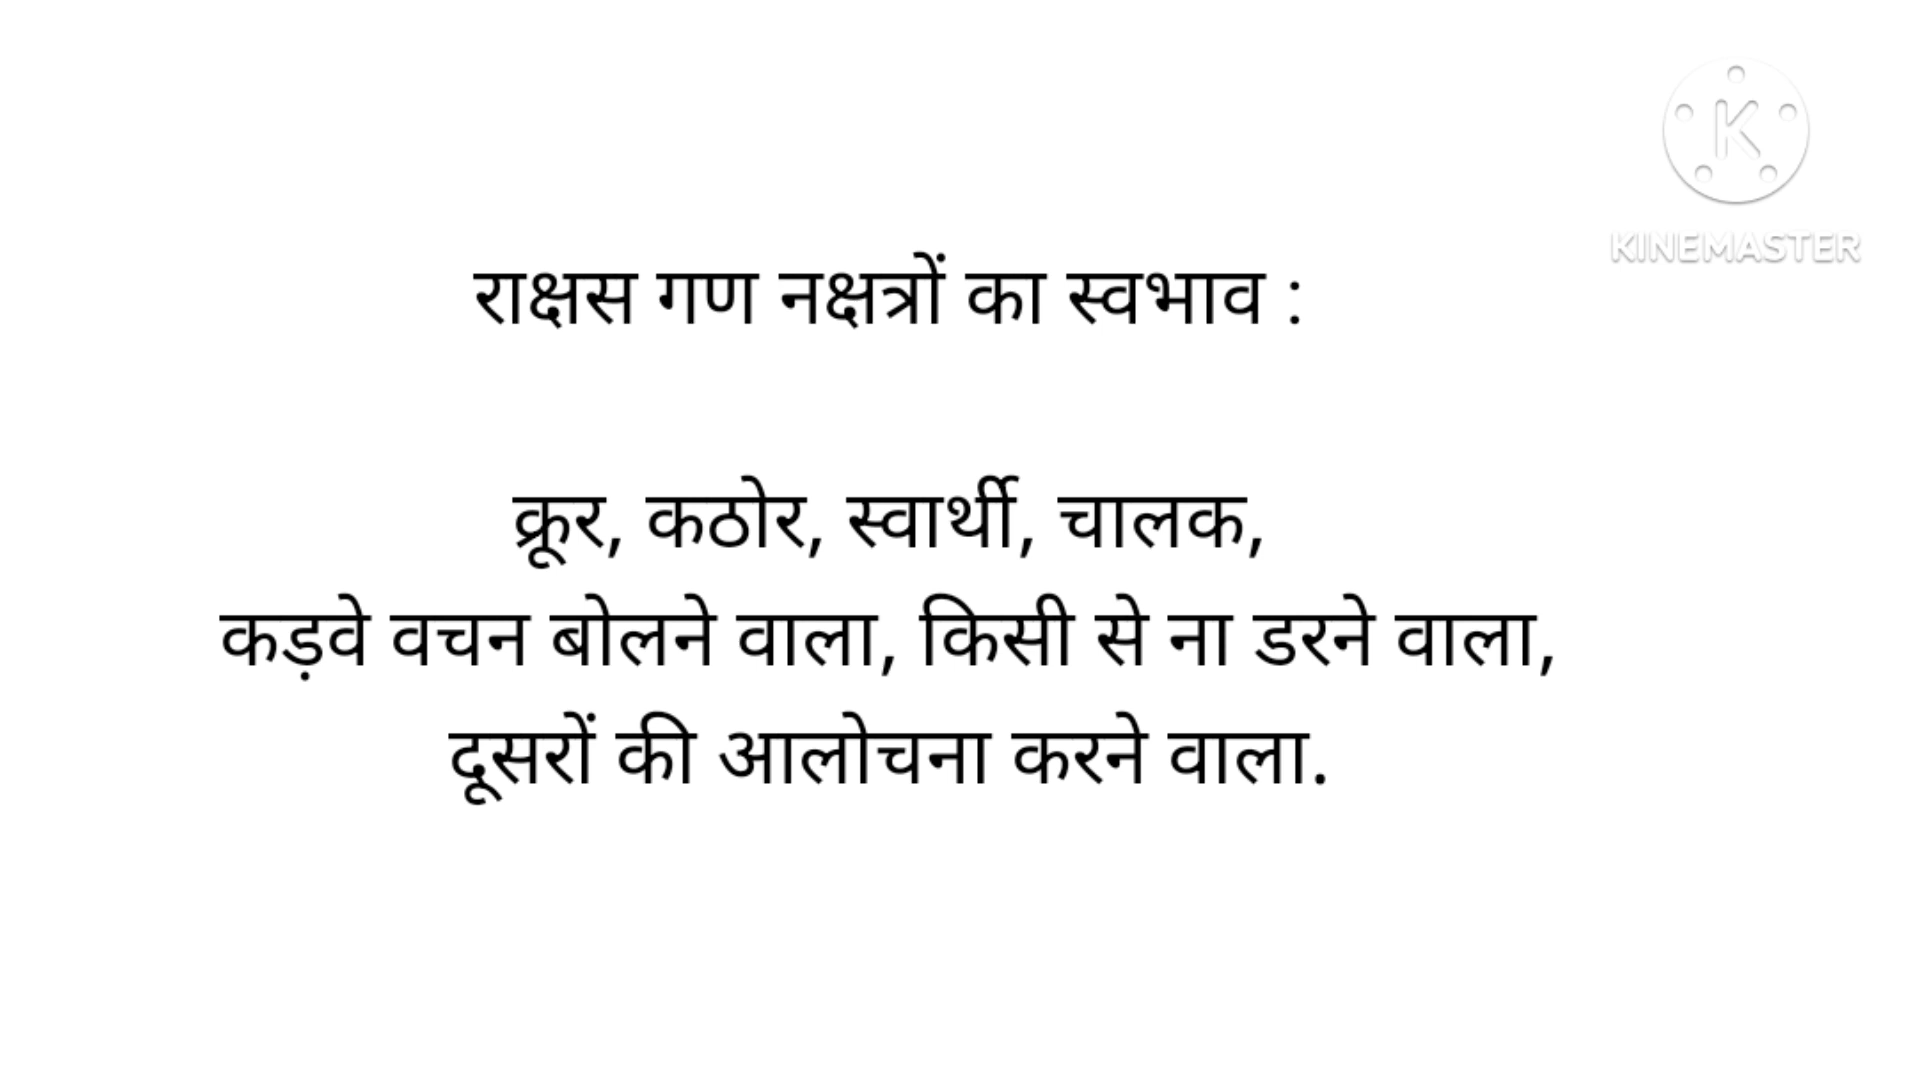 KINEMASTER
राक्षस गण नक्षत्रों का स्वभाव :
क्रूर, कठोर, स्वार्थी, चालक,
कड़वे वचन बोलने वाला, किसी से ना डरने वाला,
दूसरों की आलोचना करने वाला.